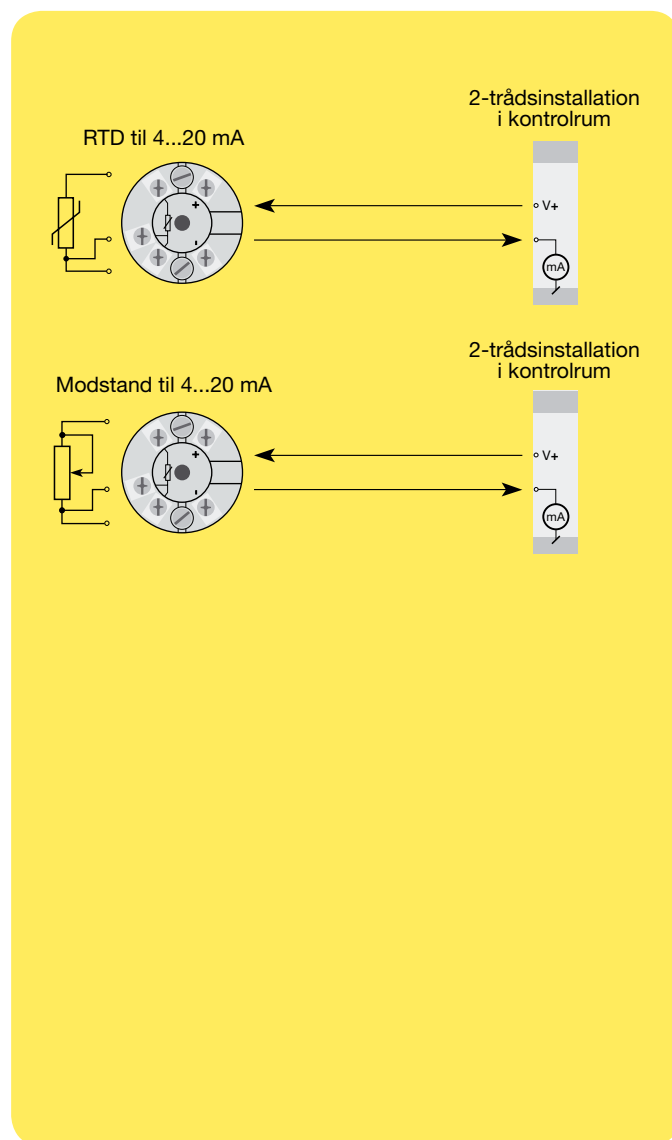 2-trådsinstallation
i kontrolrum
RTD til 4...20 mA
+
-
V+
mA
2-trådsinstallation
i kontrolrum
Modstand til 4...20 mA
+
-
V+
mA